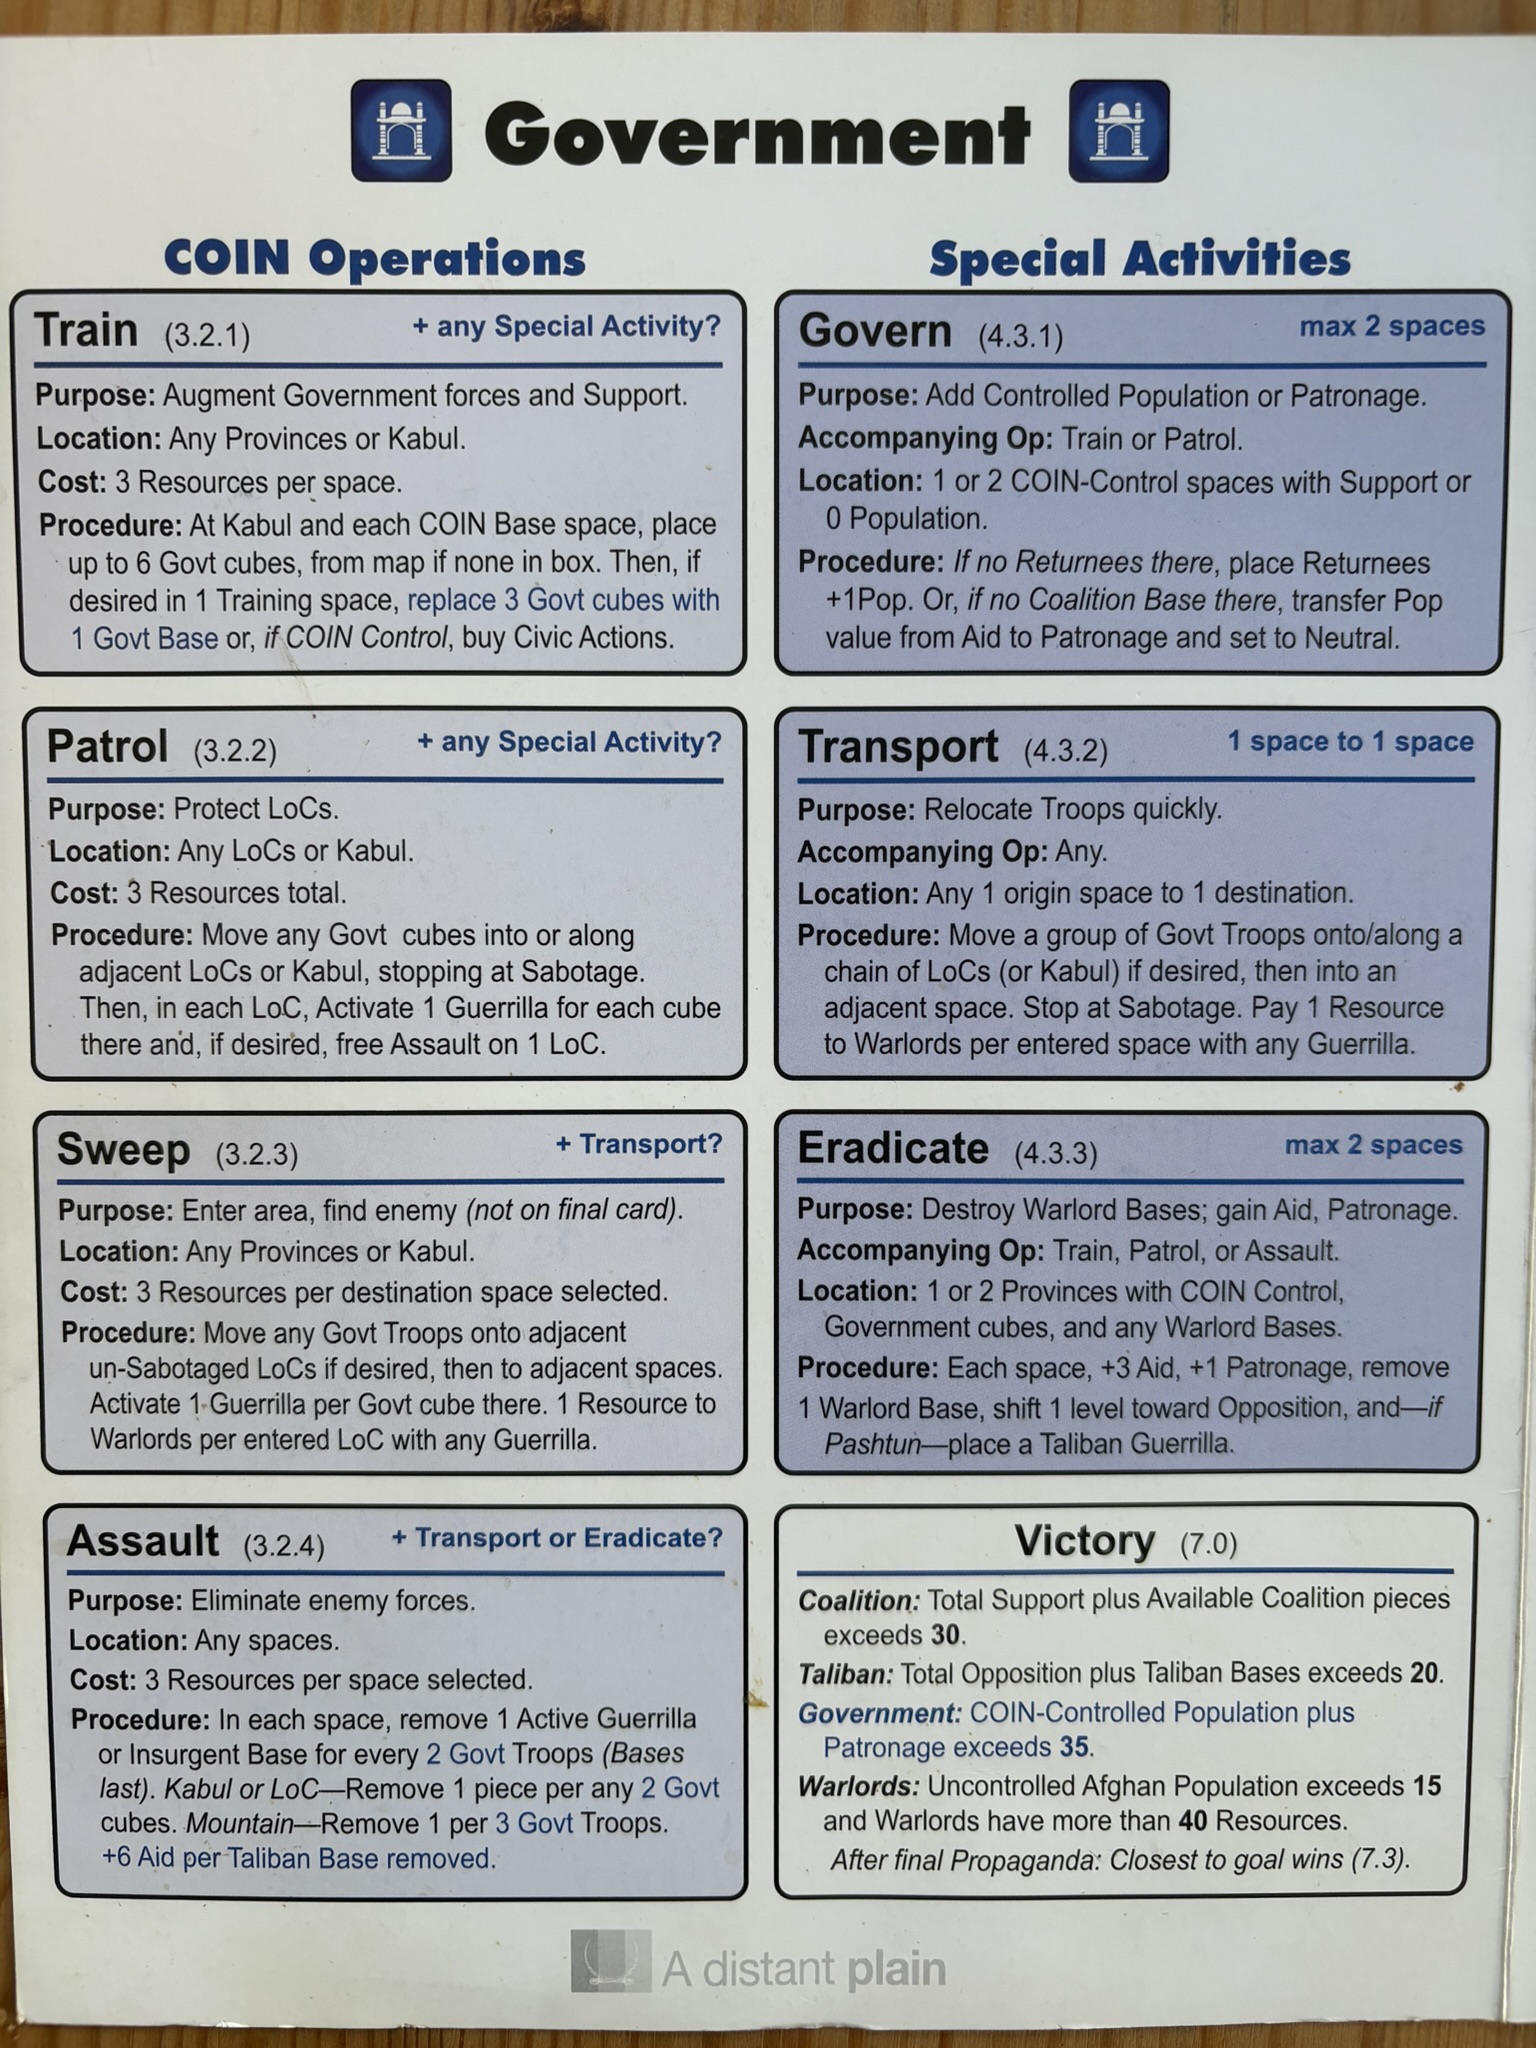 Government
COIN Operations
Train (3.2.1) + any Special Activity?
Purpose: Augment Government forces and Support.
Location: Any Provinces or Kabul.
Cost: 3 Resources per space.
Procedure: At Kabul and each COIN Base space, place
up to 6 Govt cubes, from map if none in box. Then, if
desired in 1 Training space, replace 3 Govt cubes with
1 Govt Base or, if COIN Control, buy Civic Actions.
Patrol (3.2.2) + any Special Activity?
Purpose: Protect LoCs.
Location: Any LoCs or Kabul.
Cost: 3 Resources total.
Procedure: Move any Govt cubes into or along
adjacent LoCs or Kabul, stopping at Sabotage.
Then, in each LoC, Activate 1 Guerrilla for each cube
there and, if desired, free Assault on 1 LoC.
Sweep (3.2.3) + Transport?
Purpose: Enter area, find enemy (not on final card).
Location: Any Provinces or Kabul.
Cost: 3 Resources per destination space selected.
Procedure: Move any Govt Troops onto adjacent
un-Sabotaged LoCs if desired, then to adjacent spaces.
Activate 1 Guerrilla per Govt cube there. 1 Resource to
Warlords per entered LoC with any Guerrilla.
Assault (3.2.4) + Transport or Eradicate?
Purpose: Eliminate enemy forces.
Location: Any spaces.
Cost: 3 Resources per space selected.
Procedure: In each space, remove 1 Active Guerrilla
or Insurgent Base for every 2 Govt Troops (Bases
last). Kabul or LoC—Remove 1 piece per any 2 Govt
cubes. Mountain—Remove 1 per 3 Govt Troops.
+6 Aid per Taliban Base removed.
Special Activities
Govern (4.3.1) max 2 spaces
Purpose: Add Controlled Population or Patronage.
Accompanying Op: Train or Patrol.
Location: 1 or 2 COIN-Control spaces with Support or
0 Population.
Procedure: If no Returnees there, place Returnees
+1Pop. Or, if no Coalition Base there, transfer Pop
value from Aid to Patronage and set to Neutral.
Transport (4.3.2) 1 space to 1 space
Purpose: Relocate Troops quickly.
Accompanying Op: Any.
Location: Any 1 origin space to 1 destination.
Procedure: Move a group of Govt Troops onto/along a
chain of LoCs (or Kabul) if desired, then into an
adjacent space. Stop at Sabotage. Pay 1 Resource
to Warlords per entered space with any Guerrilla.
Eradicate (4.3.3) max 2 spaces
Purpose: Destroy Warlord Bases; gain Aid, Patronage.
Accompanying Op: Train, Patrol, or Assault.
Location: 1 or 2 Provinces with COIN Control,
Government cubes, and any Warlord Bases.
Procedure: Each space, +3 Aid, +1 Patronage, remove
1 Warlord Base, shift 1 level toward Opposition, and—if
Pashtun—place a Taliban Guerrilla.
Victory (7.0)
Coalition: Total Support plus Available Coalition pieces
exceeds 30.
Taliban: Total Opposition plus Taliban Bases exceeds 20.
Government: COIN-Controlled Population plus
Patronage exceeds 35.
Warlords: Uncontrolled Afghan Population exceeds 15
and Warlords have more than 40 Resources.
After final Propaganda: Closest to goal wins (7.3).
A distant plain